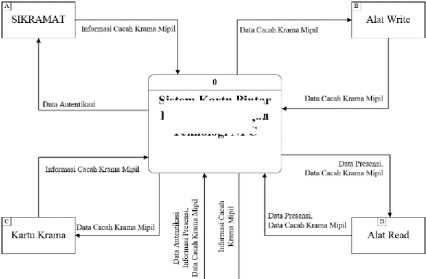 A
SIKRAMAT
Informasi Cacah Krama Mipil
Data Cacah Krama Mipil
B
Alat Write
Data Autentikasi
Data Cacah Krama Mipil
0
Sistem Kartu Pintar
Teknologi NFC
Informasi Cacah Krama Mipil
Data Presensi,
Data Cacah Krama Mipil
C
Kartu Krama
Data Cacah Krama Mipil
Data Autentikasi
Informasi Presensi,
Data Cacah Krama Mipil
Informasi Cacah
Krama Mipil
Data Presensi,
Data Cacah Krama Mipil
D
Alat Read